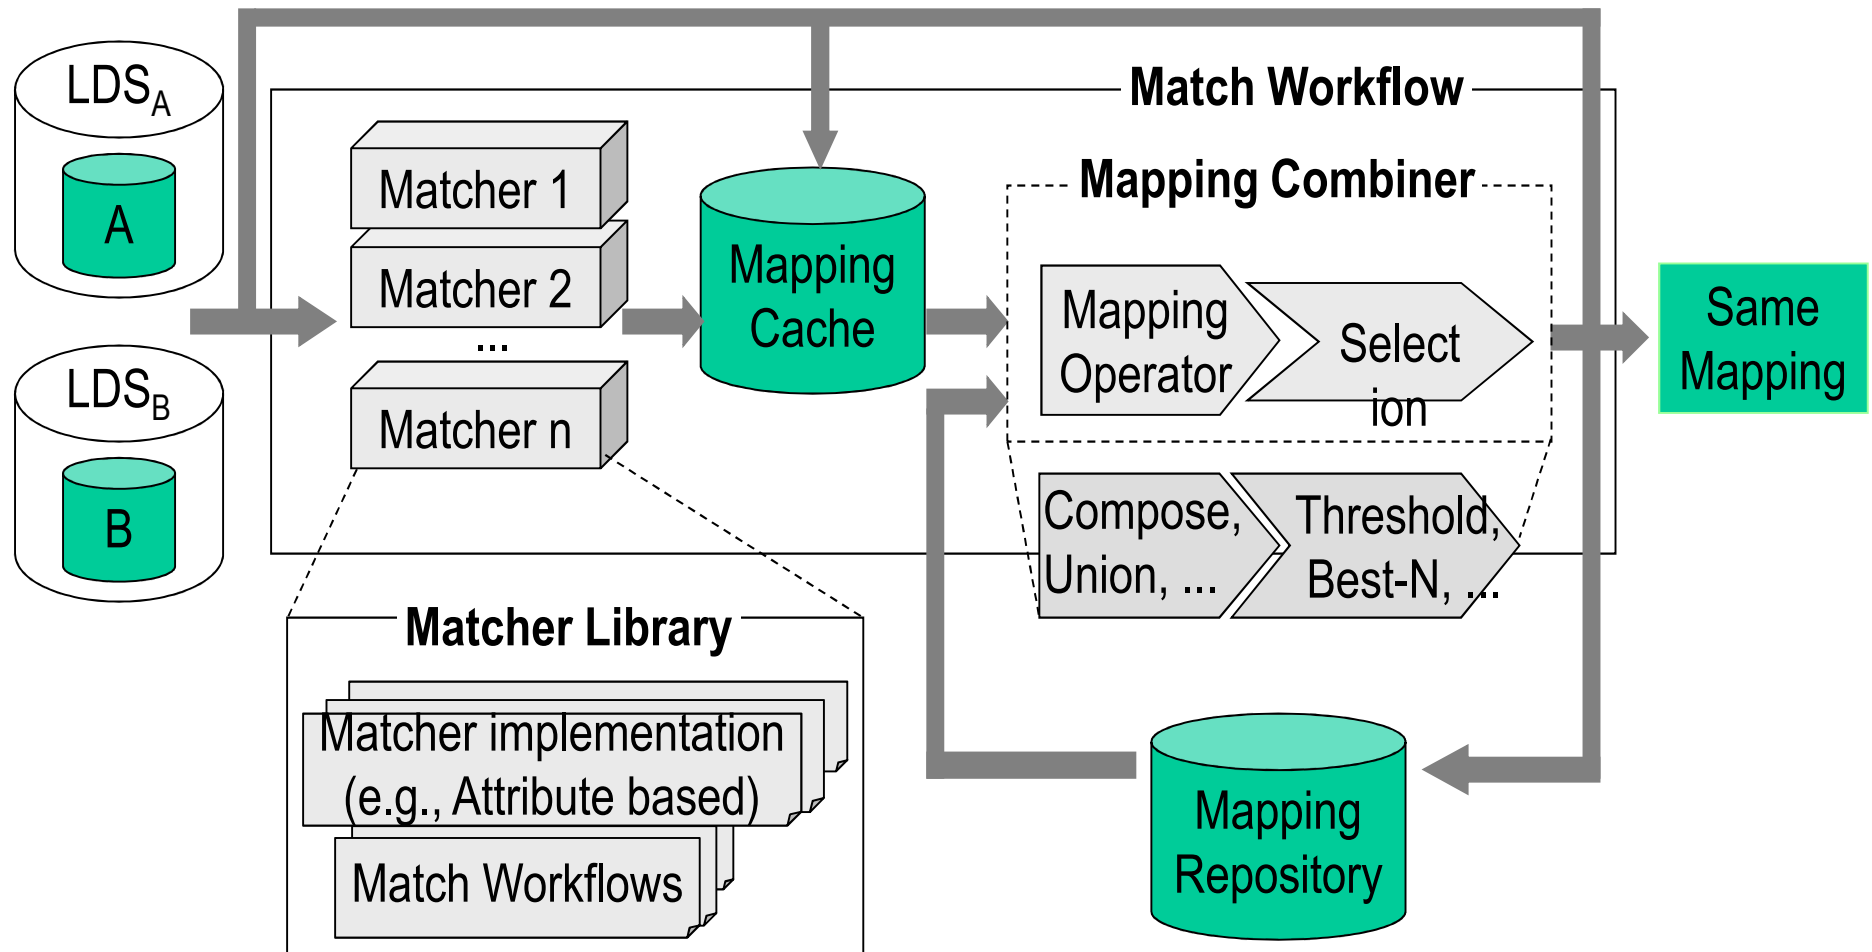 LDSA
A
LDSB
B
Match Workflow
Matcher 1
Matcher 2
...
Matcher n
Mapping
Cache
Mapping Combiner
Mapping
Operator
Select
ion
Compose,
Union, ...
Threshold,
Best-N, ...
Same
Mapping
Matcher Library
Matcher implementation
(e.g., Attribute based)
Match Workflows
Mapping
Repository